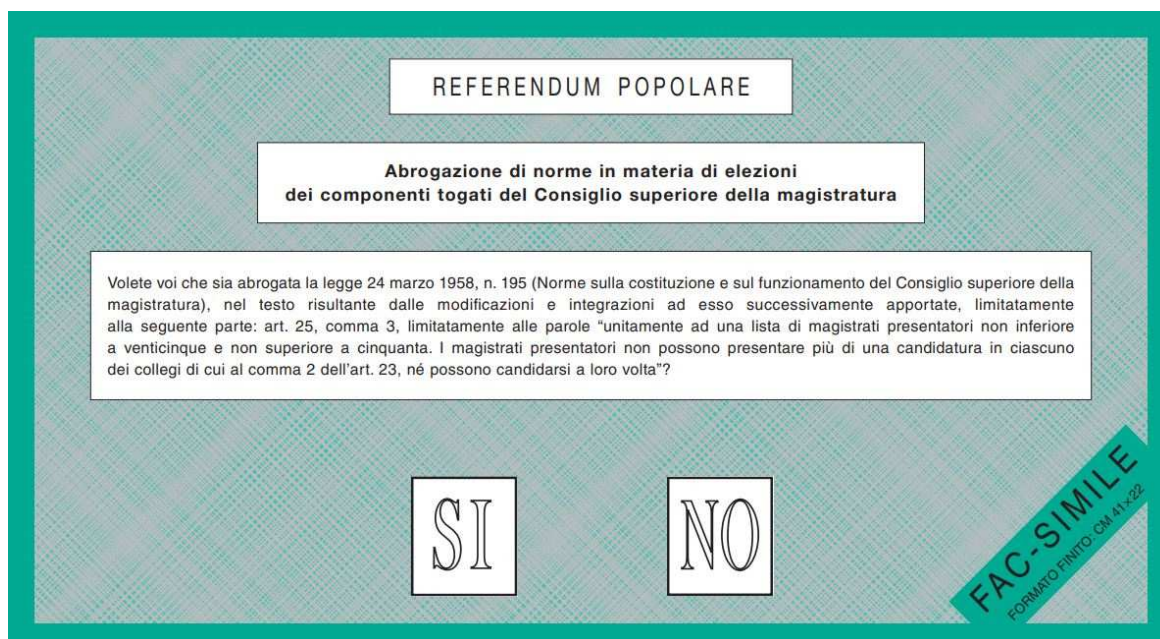 REFERENDUM POPOLARE
Abrogazione di norme in materia di elezioni
dei componenti togati del Consiglio superiore della magistratura
Volete voi che sia abrogata la legge 24 marzo 1958, n. 195 (Norme sulla costituzione e sul funzionamento del Consiglio superiore della
magistratura), nel testo risultante dalle modificazioni e integrazioni ad esso successivamente apportate, limitatamente
alla seguente parte: art. 25, comma 3, limitatamente alle parole “unitamente ad una lista di magistrati presentatori non inferiore
a venticinque e non superiore a cinquanta. I magistrati presentatori non possono presentare più di una candidatura in ciascuno
dei collegi di cui al comma 2 dell’art. 23, né possono candidarsi a loro volta”?
SI
NO
FAC-SIMILE
FORMATO FINITO: CM 41×22